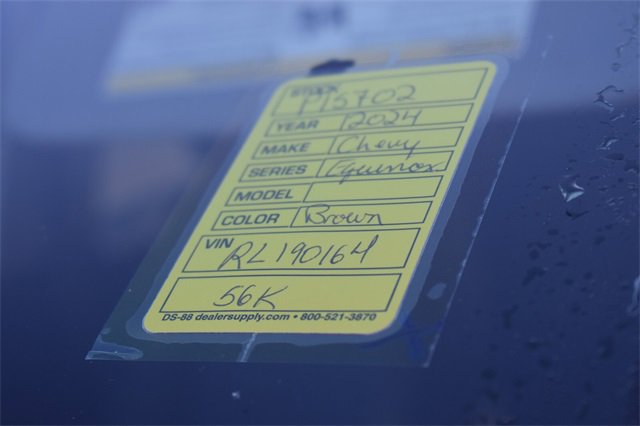 STOCK P15702
YEAR 2024
MAKE Chevy
SERIES Equinox
MODEL
COLOR Brown
VIN RL190164
56K
DS-88 dealersupply.com • 800-521-3870